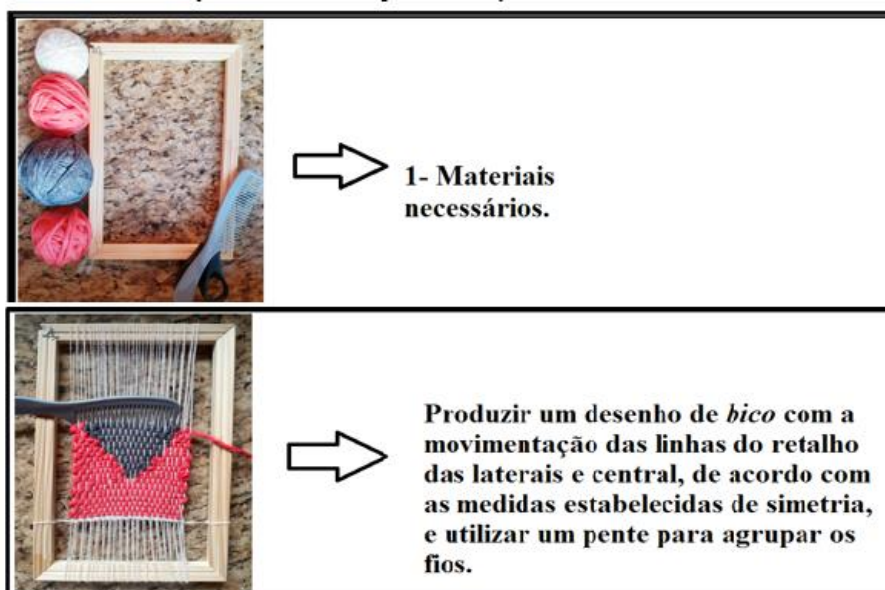 1- Materiais
necessários.
Produzir um desenho de bico com a
movimentação das linhas do retalho
das laterais e central, de acordo com
as medidas estabelecidas de simetria,
e utilizar um pente para agrupar os
fios.